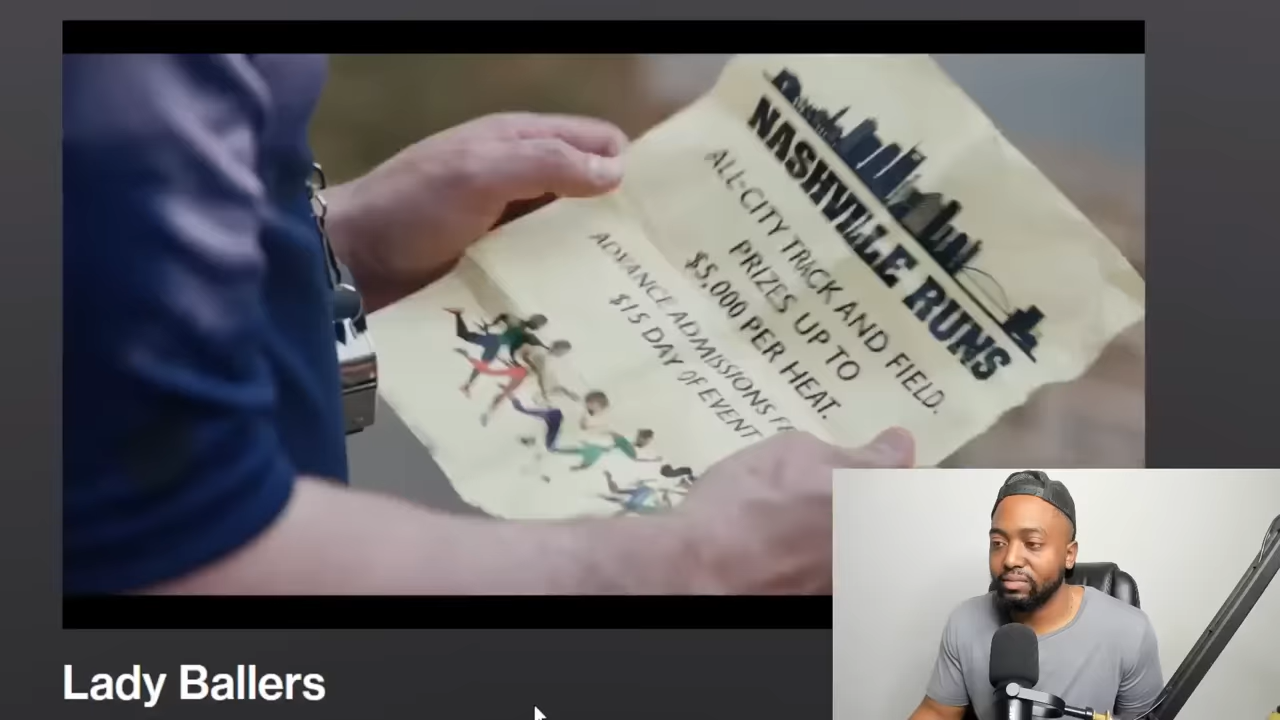 NASHVILLE RUNS
ALL-CITY TRACK AND FIELD.
PRIZES UP TO
$5,000 PER HEAT.
ADVANCE ADMISSIONS
$15 DAY OF EVENT
Lady Ballers